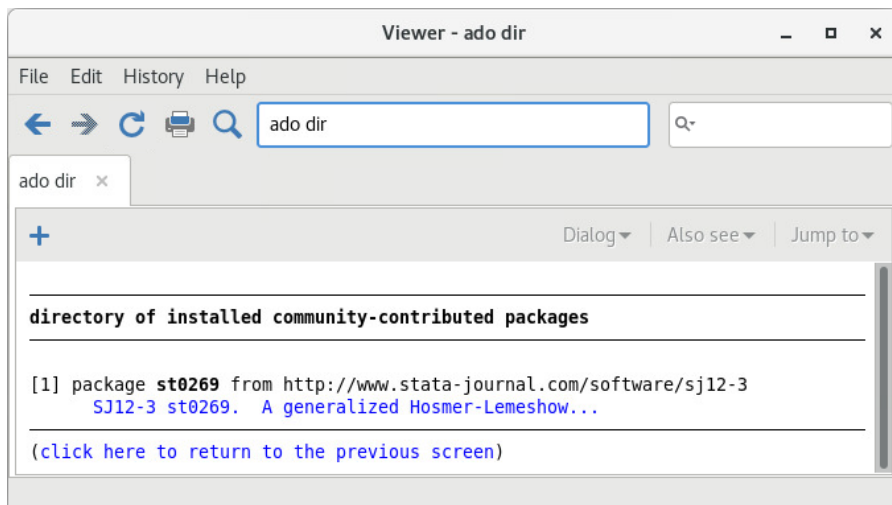 Viewer - ado dir
File Edit History Help
ado dir
ado dir
Dialog Also see Jump to
directory of installed community-contributed packages
[1] package st0269 from http://www.stata-journal.com/software/sj12-3
SJ12-3 st0269. A generalized Hosmer-Lemeshow...
(click here to return to the previous screen)